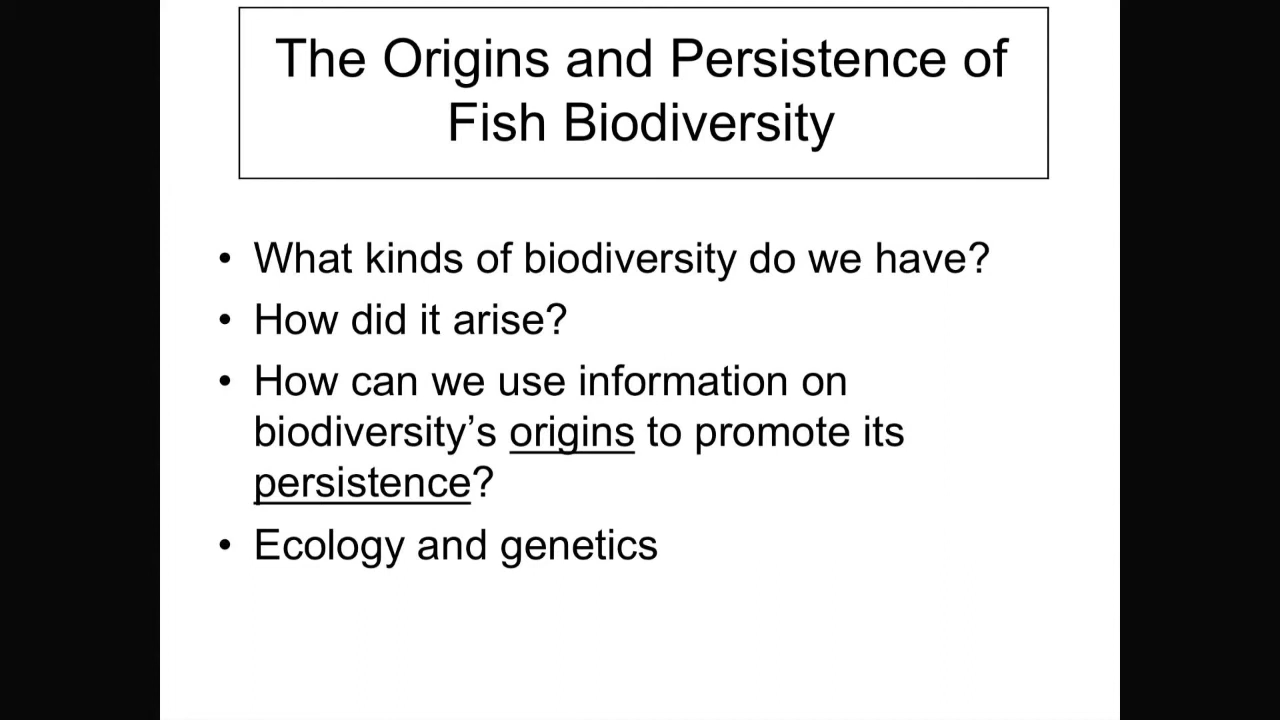 The Origins and Persistence of
Fish Biodiversity
• What kinds of biodiversity do we have?
• How did it arise?
• How can we use information on
biodiversity’s origins to promote its
persistence?
• Ecology and genetics